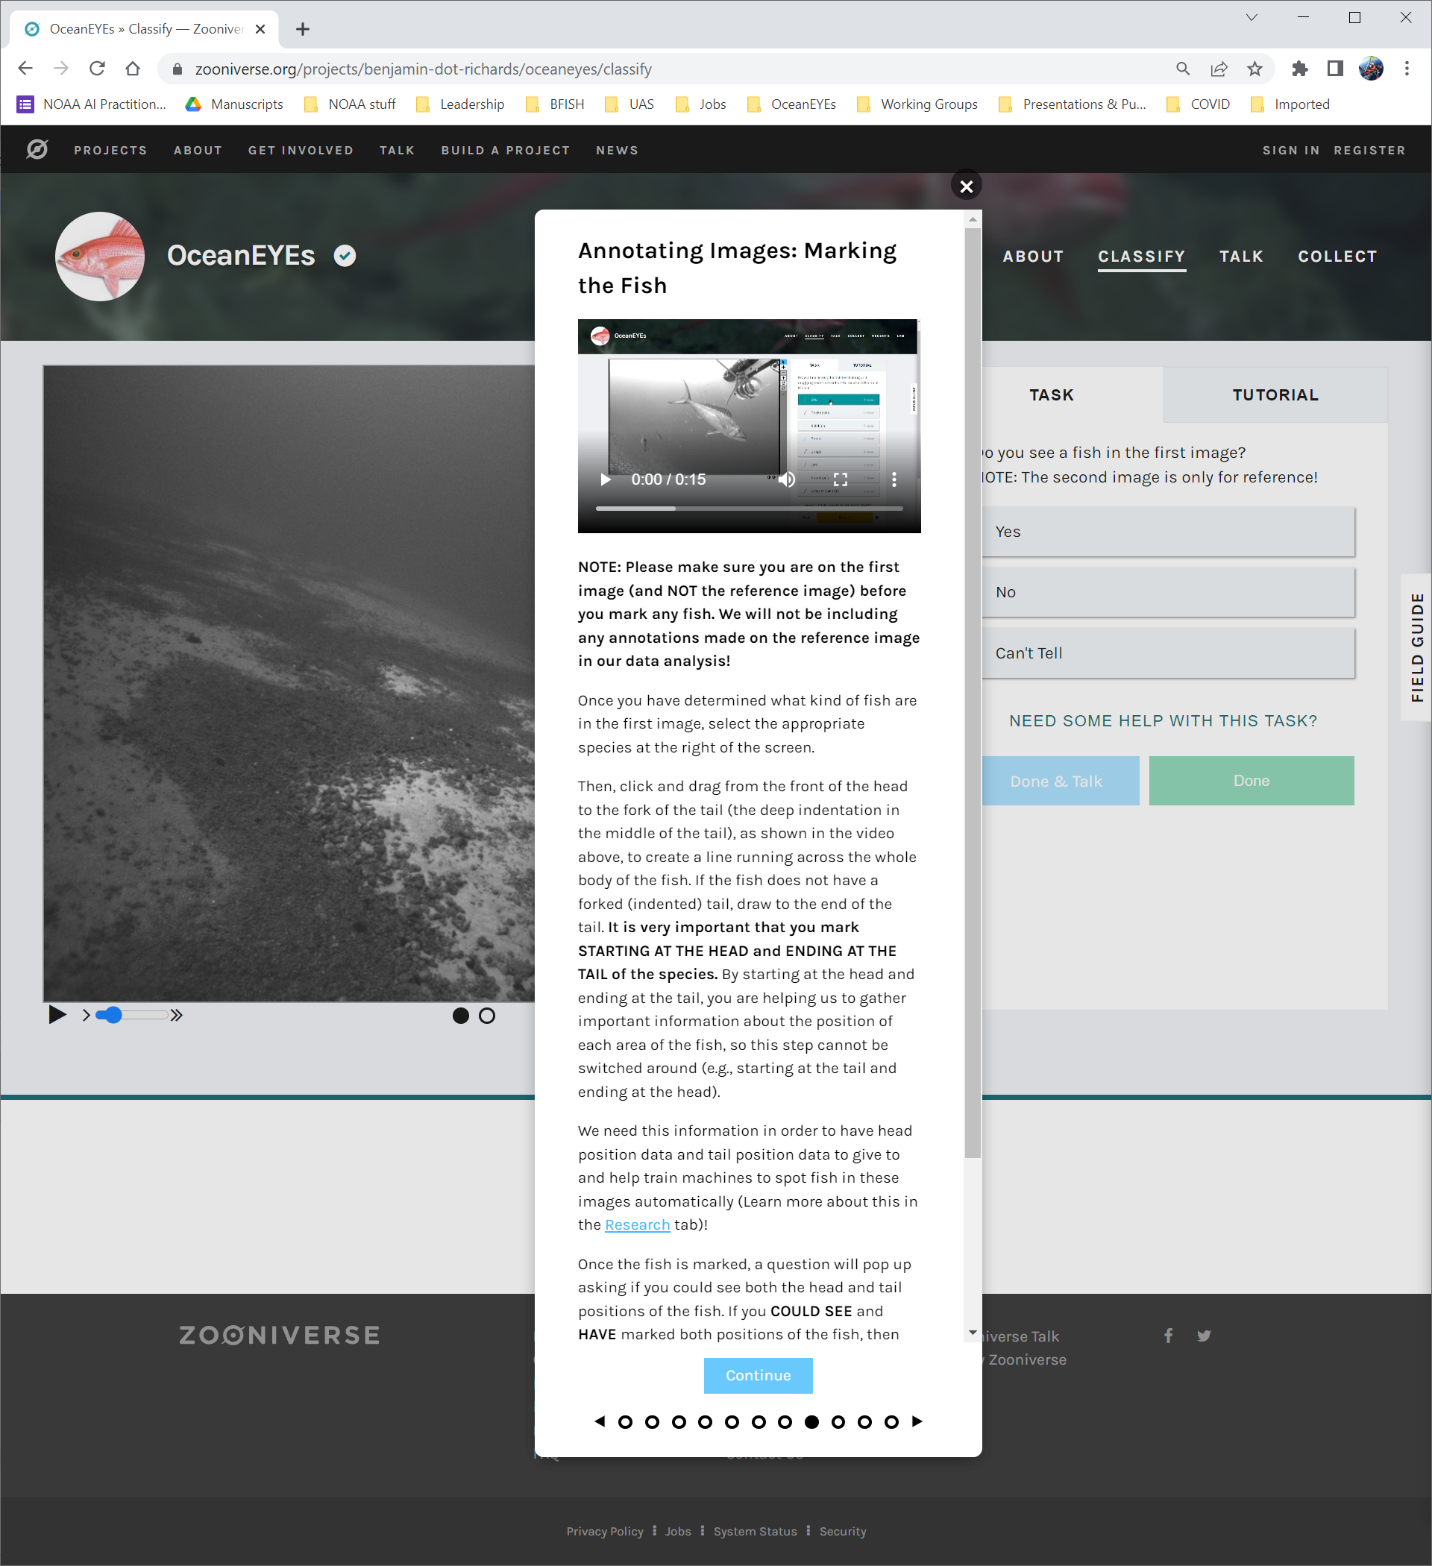 OceanEYEs » Classify — Zooniver
zooniverse.org/projects/benjamin-dot-richards/oceaneyes/classify
NOAA AI Practition... Manuscripts NOAA stuff Leadership BFISH UAS Jobs OceanEYEs Working Groups Presentations & Pu... COVID Imported
PROJECTS ABOUT GET INVOLVED TALK BUILD A PROJECT NEWS SIGN IN REGISTER
OceanEYEs
ABOUT CLASSIFY TALK COLLECT
Annotating Images: Marking
the Fish
OceanEYEs
TASK TUTORIAL
0:00 / 0:15
NOTE: Please make sure you are on the first
image (and NOT the reference image) before
you mark any fish. We will not be including
any annotations made on the reference image
in our data analysis!
Once you have determined what kind of fish are
in the first image, select the appropriate
species at the right of the screen.
Then, click and drag from the front of the head
to the fork of the tail (the deep indentation in
the middle of the tail), as shown in the video
above, to create a line running across the whole
body of the fish. If the fish does not have a
forked (indented) tail, draw to the end of the
tail. It is very important that you mark
STARTING AT THE HEAD and ENDING AT THE
TAIL of the species. By starting at the head and
ending at the tail, you are helping us to gather
important information about the position of
each area of the fish, so this step cannot be
switched around (e.g., starting at the tail and
ending at the head).
We need this information in order to have head
position data and tail position data to give to
and help train machines to spot fish in these
images automatically (Learn more about this in
the Research tab)!
Once the fish is marked, a question will pop up
asking if you could see both the head and tail
positions of the fish. If you COULD SEE and
HAVE marked both positions of the fish, then
Continue
TASK TUTORIAL
o you see a fish in the first image?
OTE: The second image is only for reference!
Yes
No
Can't Tell
NEED SOME HELP WITH THIS TASK?
Done & Talk Done
FIELD GUIDE
ZOONIVERSE
niverse Talk
Zooniverse
Privacy Policy Jobs System Status Security